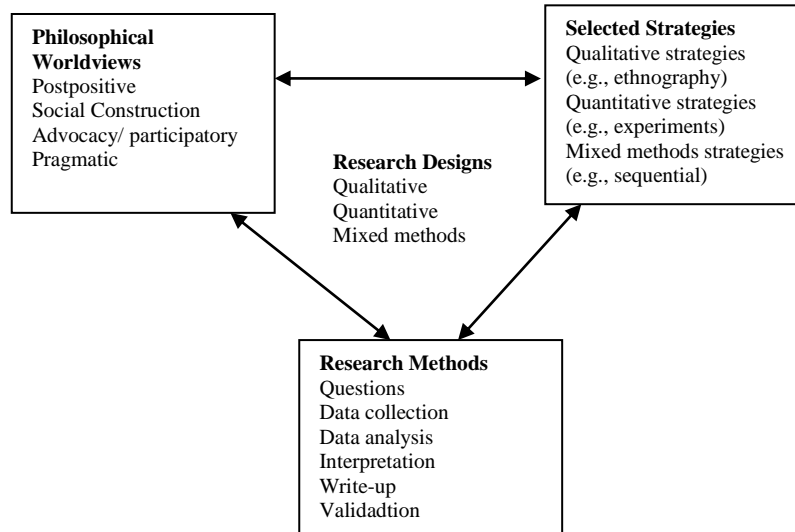 Philosophical
Worldviews
Postpositive
Social Construction
Advocacy/ participatory
Pragmatic
Selected Strategies
Qualitative strategies
(e.g., ethnography)
Quantitative strategies
(e.g., experiments)
Mixed methods strategies
(e.g., sequential)
Research Designs
Qualitative
Quantitative
Mixed methods
Research Methods
Questions
Data collection
Data analysis
Interpretation
Write-up
Validadtion